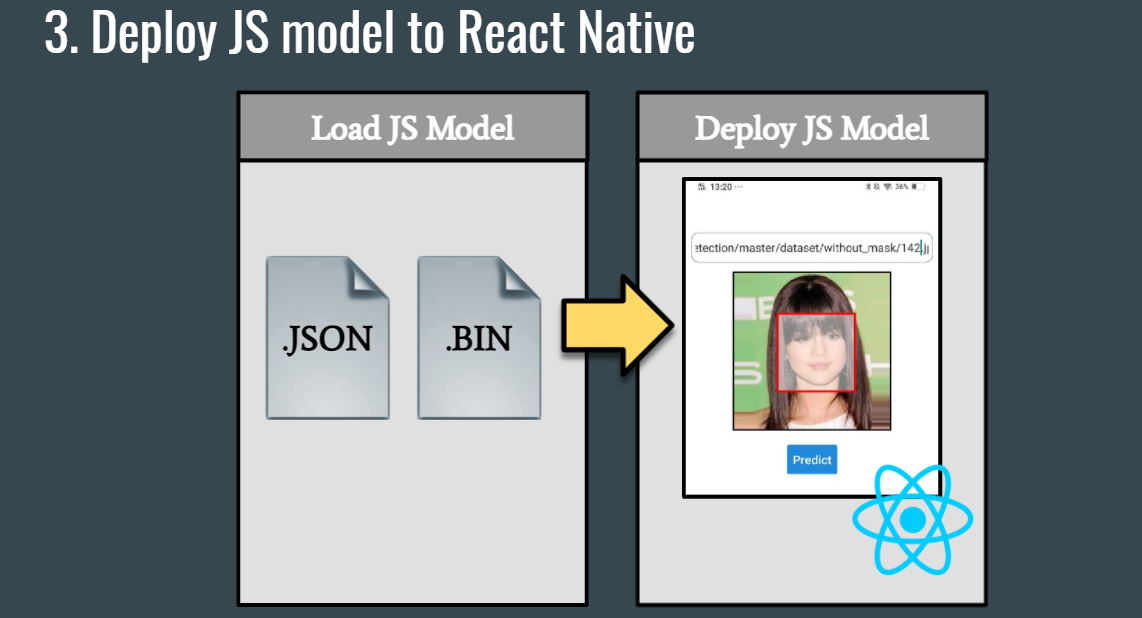 3. Deploy JS model to React Native
Load JS Model
Deploy JS Model
.JSON
.BIN
13:20 ···
36%
etection/master/dataset/without_mask/142.jp
Predict